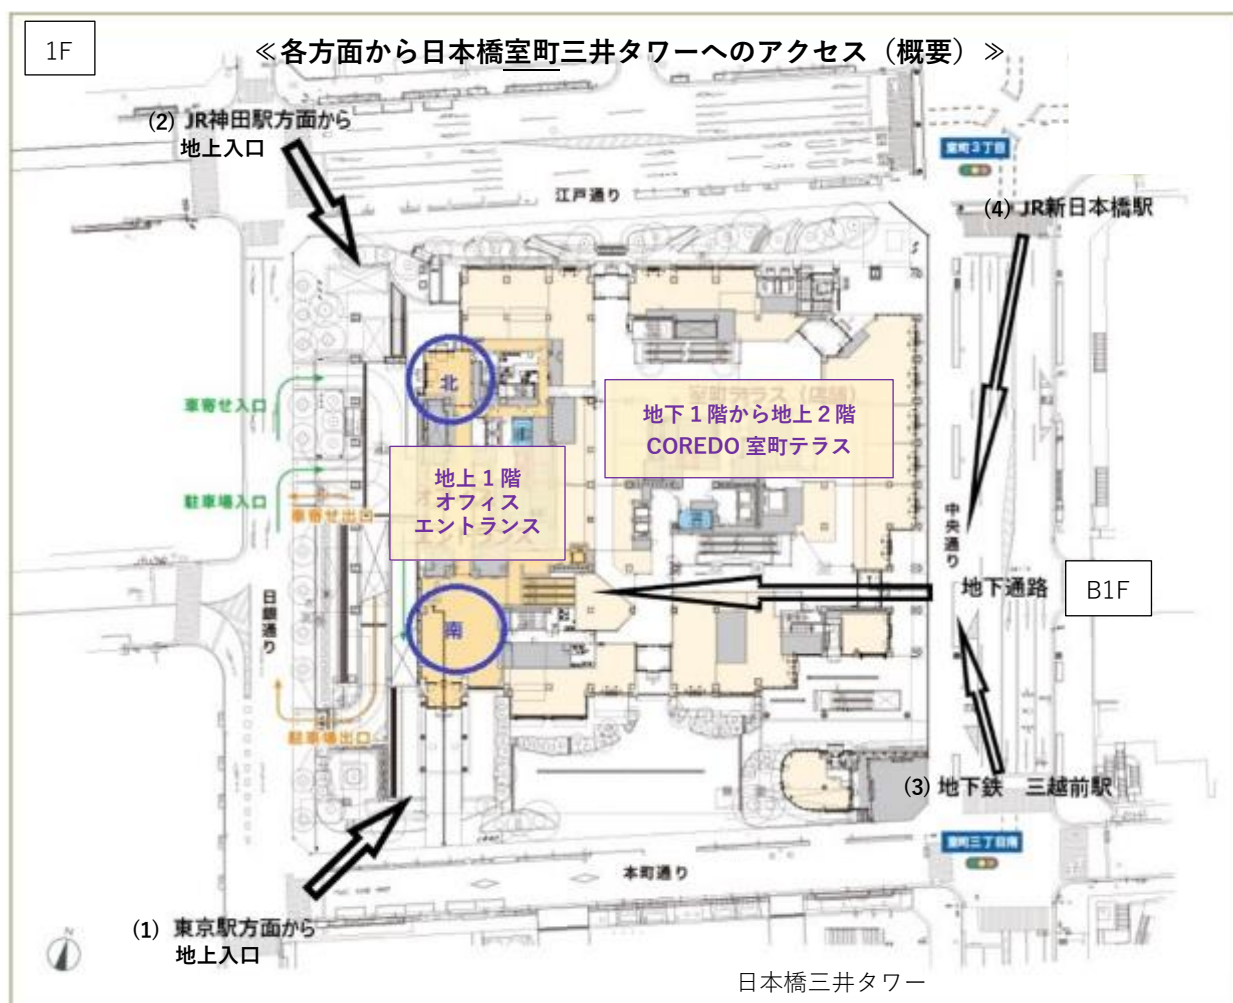 1F
≪各方面から日本橋室町三井タワーへのアクセス（概要）≫
(2) JR神田駅方面から
地上入口
室町3丁目
江戸通り
(4) JR新日本橋駅
北
車寄せ入口
地下１階から地上２階
COREDO 室町テラス
地上１階
オフィス
エントランス
駐車場入口
車寄せ出口
中央通り
地下通路
B1F
日銀通り
南
駐車場出口
(3) 地下鉄　三越前駅
室町三丁目南
本町通り
(1) 東京駅方面から
地上入口
N
日本橋三井タワー